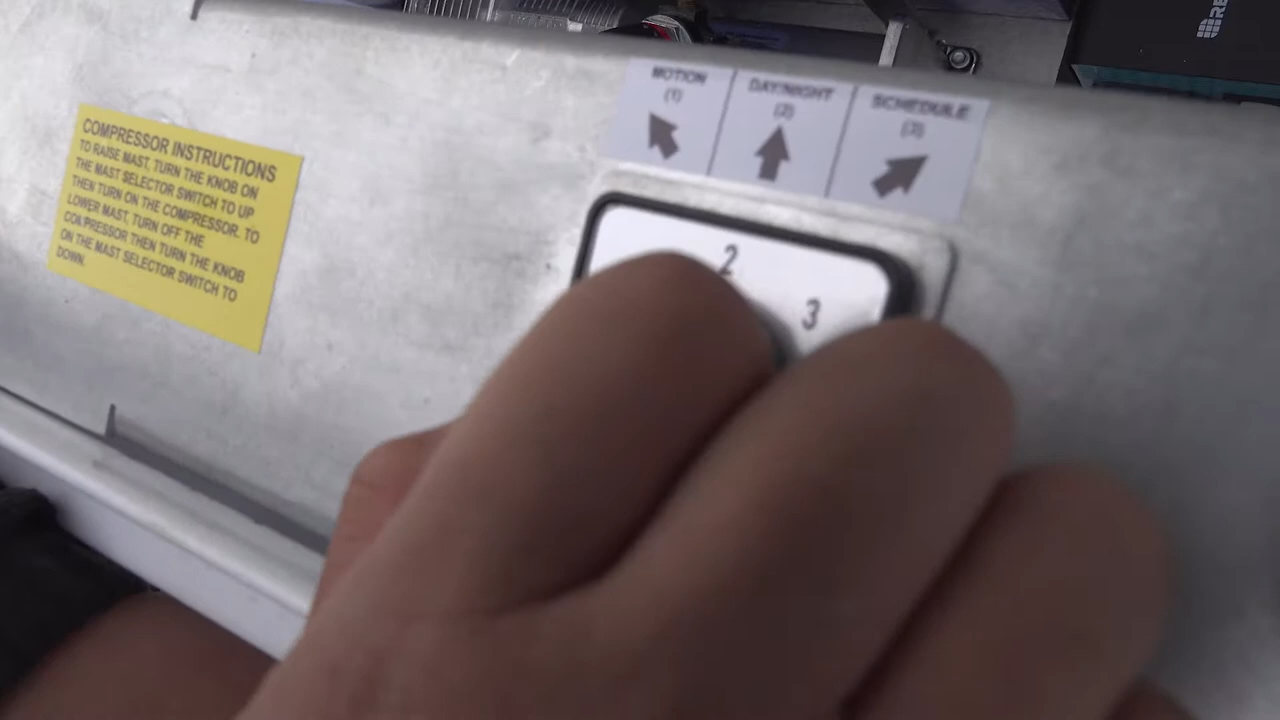 COMPRESSOR INSTRUCTIONS
TO RAISE MAST, TURN THE KNOB ON
THE MAST SELECTOR SWITCH TO UP
THEN TURN ON THE COMPRESSOR. TO
LOWER MAST, TURN OFF THE
COMPRESSOR THEN TURN THE KNOB
ON THE MAST SELECTOR SWITCH TO
DOWN.
MOTION
(1)
DAY/NIGHT
(2)
SCHEDULE
(3)
2
3
RE